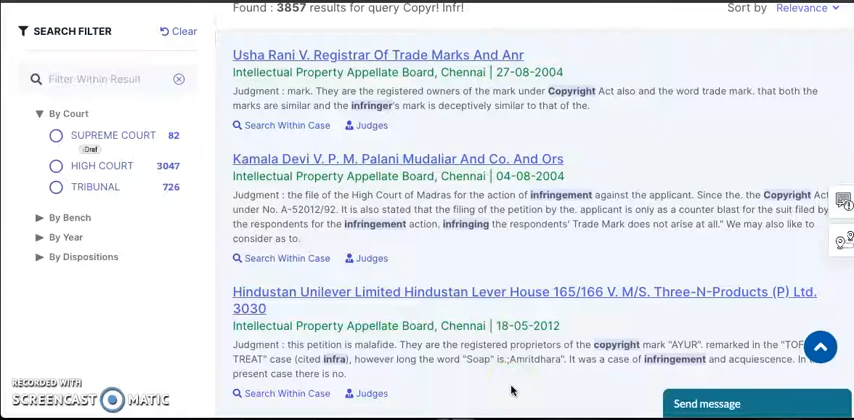 Found : 3857 results for query Copyr! Infr!
Sort by Relevance
SEARCH FILTER
Clear
Filter Within Result
By Court
SUPREME COURT 82
HIGH COURT 3047
TRIBUNAL 726
By Bench
By Year
By Dispositions
Usha Rani V. Registrar Of Trade Marks And Anr
Intellectual Property Appellate Board, Chennai | 27-08-2004
Judgment : mark. They are the registered owners of the mark under Copyright Act also and the word trade mark. that both the
marks are similar and the infringer's mark is deceptively similar to that of the.
Search Within Case Judges
Kamala Devi V. P. M. Palani Mudaliar And Co. And Ors
Intellectual Property Appellate Board, Chennai | 04-08-2004
Judgment : the file of the High Court of Madras for the action of infringement against the applicant. Since the. the Copyright Act
under No. A-52012/92. It is also stated that the filing of the petition by the. applicant is only as a counter blast for the suit filed by
the respondents for the infringement action. infringing the respondents' Trade Mark does not arise at all." We may also like to
consider as to.
Search Within Case Judges
Hindustan Unilever Limited Hindustan Lever House 165/166 V. M/S. Three-N-Products (P) Ltd.
3030
Intellectual Property Appellate Board, Chennai | 18-05-2012
Judgment : this petition is malafide. They are the registered proprietors of the copyright mark "AYUR". remarked in the "TOF
TREAT" case (cited infra), however long the word "Soap" is.;Amritdhara". It was a case of infringement and acquiescence. In
present case there is no.
Search Within Case Judges
Send message
RECORDED WITH
SCREENCAST MATIC